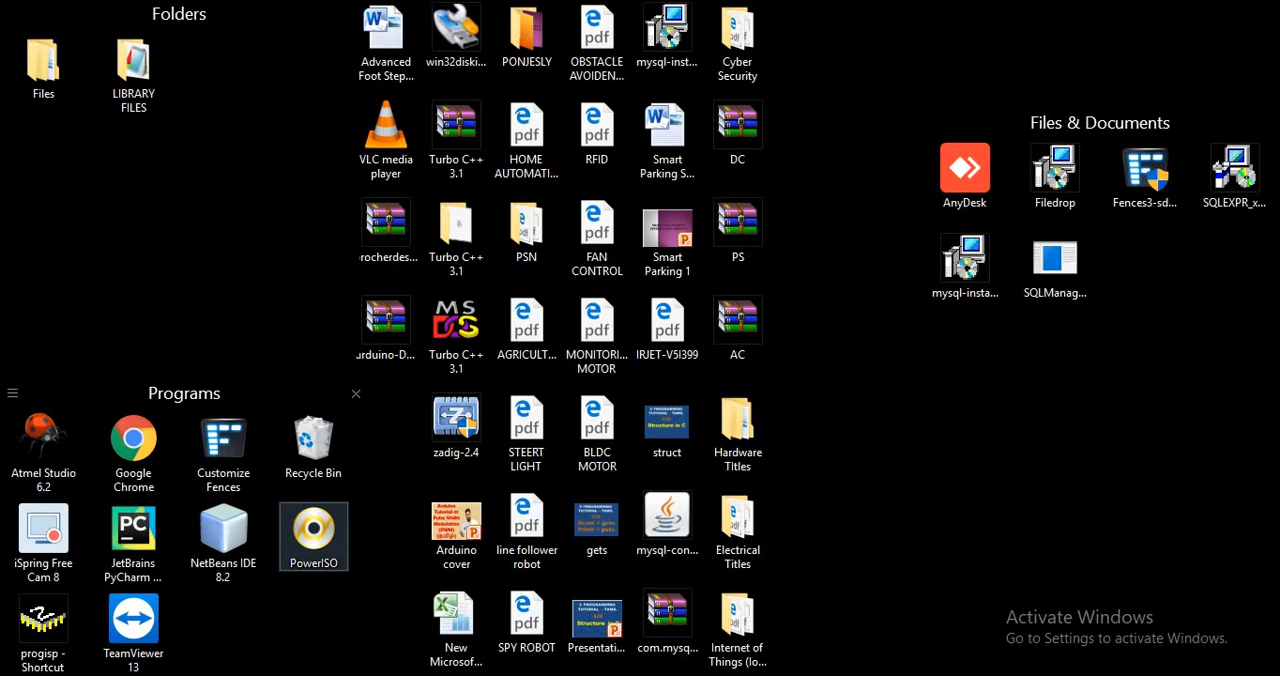 Folders
Files
LIBRARY
FILES
Advanced
Foot Step...
win32diski...
PONJESLY
OBSTACLE
AVOIDEN...
mysql-inst...
Cyber
Security
VLC media
player
Turbo C++
3.1
HOME
AUTOMATI...
RFID
Smart
Parking S...
DC
rocherdes...
Turbo C++
3.1
PSN
FAN
CONTROL
Smart
Parking 1
PS
rduino-D...
Turbo C++
3.1
AGRICULT...
MONITORI...
MOTOR
IRJET-V5I399
AC
zadig-2.4
STEERT
LIGHT
BLDC
MOTOR
struct
Hardware
TItles
Arduino
cover
line follower
robot
gets
mysql-con...
Electrical
Titles
New
Microsof...
SPY ROBOT
Presentati...
com.mysq...
Internet of
Things (Io...
Files & Documents
AnyDesk
Filedrop
Fences3-sd...
SQLEXPR_x...
mysql-insta...
SQLManag...
Programs
Atmel Studio
6.2
Google
Chrome
Customize
Fences
Recycle Bin
iSpring Free
Cam 8
JetBrains
PyCharm ...
NetBeans IDE
8.2
PowerISO
progisp -
Shortcut
TeamViewer
13
Activate Windows
Go to Settings to activate Windows.